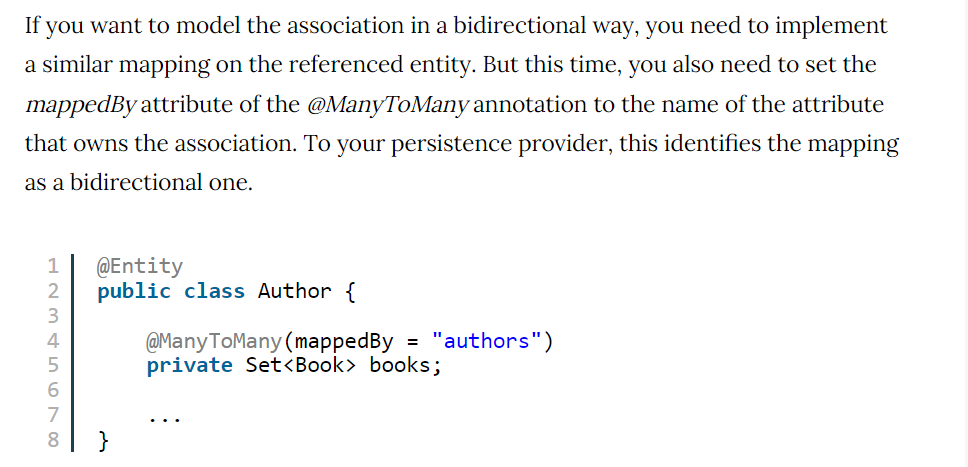 If you want to model the association in a bidirectional way, you need to implement
a similar mapping on the referenced entity. But this time, you also need to set the
mappedBy attribute of the @ManyToMany annotation to the name of the attribute
that owns the association. To your persistence provider, this identifies the mapping
as a bidirectional one.
1 @Entity
2 public class Author {
3
4 @ManyToMany(mappedBy = "authors")
5 private Set<Book> books;
6
7 ...
8 }